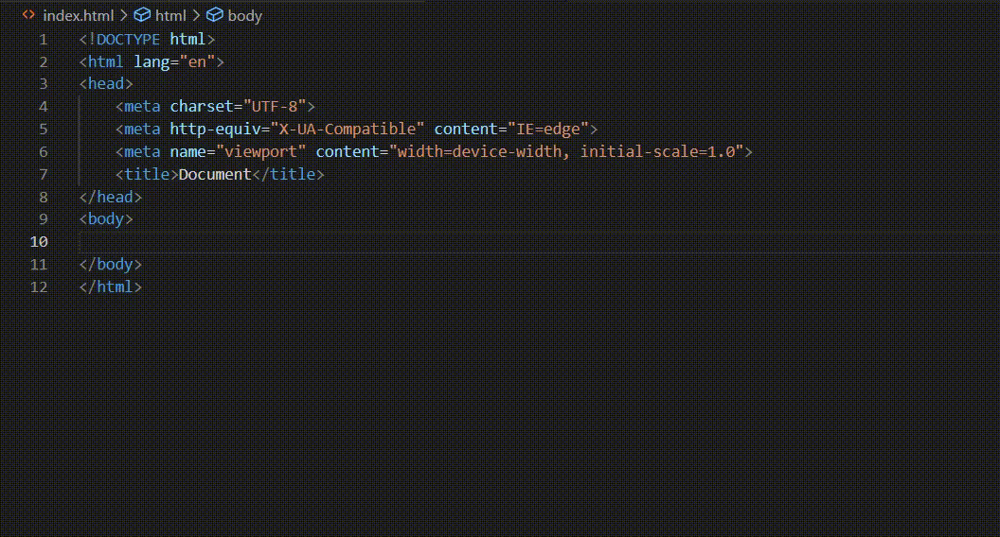 index.html > html > body
1 <!DOCTYPE html>
2 <html lang="en">
3 <head>
4     <meta charset="UTF-8">
5     <meta http-equiv="X-UA-Compatible" content="IE=edge">
6     <meta name="viewport" content="width=device-width, initial-scale=1.0">
7     <title>Document</title>
8 </head>
9 <body>
10
11 </body>
12 </html>